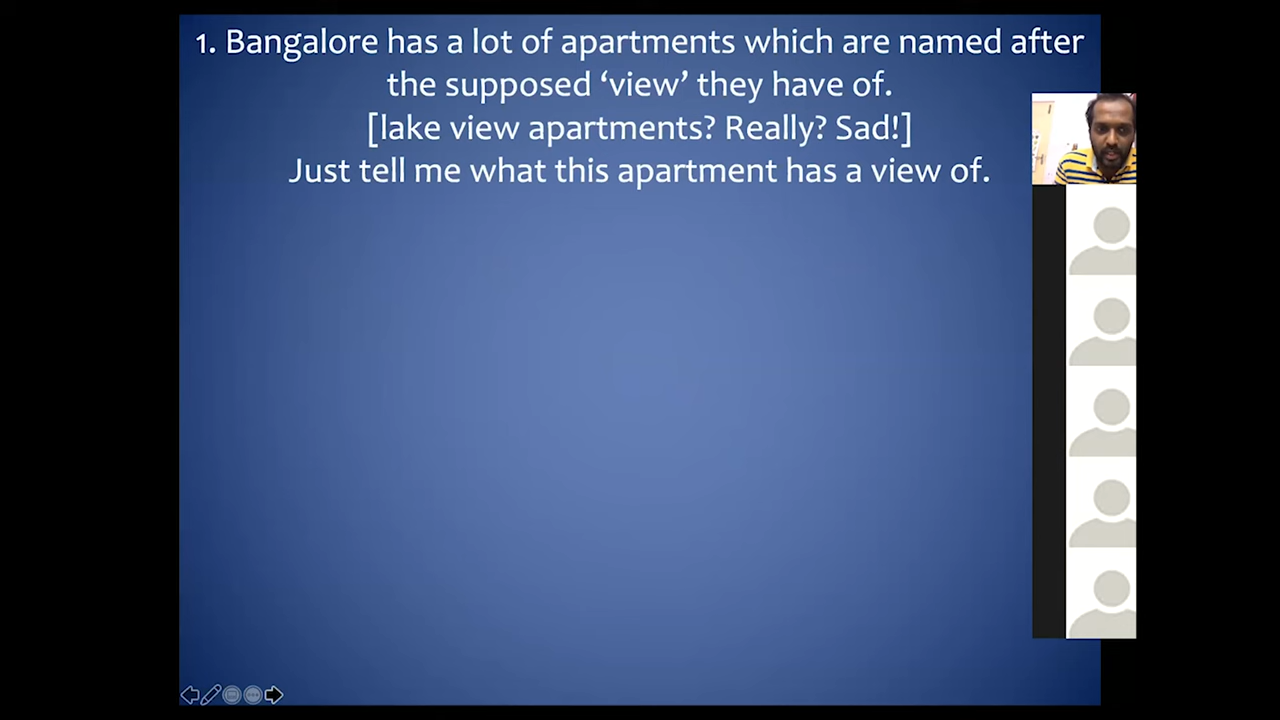 1. Bangalore has a lot of apartments which are named after
the supposed ‘view’ they have of.
[lake view apartments? Really? Sad!]
Just tell me what this apartment has a view of.